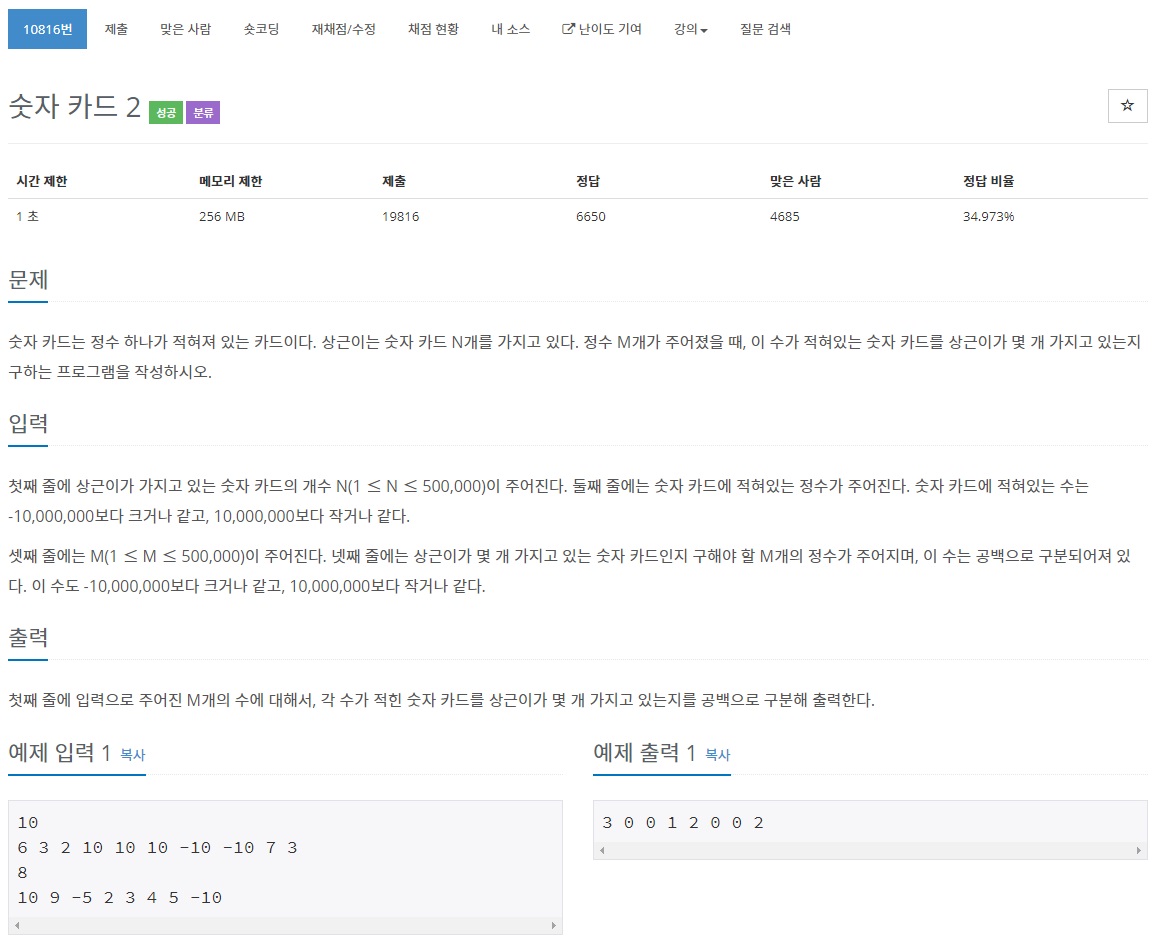 10816번 제출 맞은 사람 숏코딩 재채점/수정 채점 현황 내 소스 난이도 기여 강의 질문 검색
숫자 카드 2 성공 분류
시간 제한 메모리 제한 제출 정답 맞은 사람 정답 비율
1 초 256 MB 19816 6650 4685 34.973%
문제
숫자 카드는 정수 하나가 적혀져 있는 카드이다. 상근이는 숫자 카드 N개를 가지고 있다. 정수 M개가 주어졌을 때, 이 수가 적혀있는 숫자 카드를 상근이가 몇 개 가지고 있는지
구하는 프로그램을 작성하시오.
입력
첫째 줄에 상근이가 가지고 있는 숫자 카드의 개수 N(1 ≤ N ≤ 500,000)이 주어진다. 둘째 줄에는 숫자 카드에 적혀있는 정수가 주어진다. 숫자 카드에 적혀있는 수는
-10,000,000보다 크거나 같고, 10,000,000보다 작거나 같다.
셋째 줄에는 M(1 ≤ M ≤ 500,000)이 주어진다. 넷째 줄에는 상근이가 몇 개 가지고 있는 숫자 카드인지 구해야 할 M개의 정수가 주어지며, 이 수는 공백으로 구분되어져 있
다. 이 수도 -10,000,000보다 크거나 같고, 10,000,000보다 작거나 같다.
출력
첫째 줄에 입력으로 주어진 M개의 수에 대해서, 각 수가 적힌 숫자 카드를 상근이가 몇 개 가지고 있는지를 공백으로 구분해 출력한다.
예제 입력 1 복사
10
6 3 2 10 10 10 -10 -10 7 3
8
10 9 -5 2 3 4 5 -10
예제 출력 1 복사
3 0 0 1 2 0 0 2